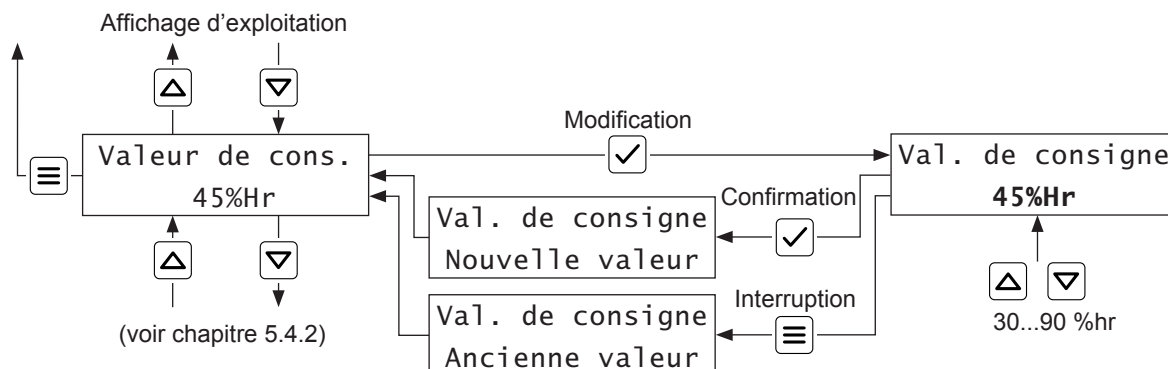 Affichage d'exploitation
Modification
Valeur de cons.
45%Hr
Val. de consigne
45%Hr
Confirmation
Val. de consigne
Nouvelle valeur
Interruption
Val. de consigne
Ancienne valeur
(voir chapitre 5.4.2)
30...90 %hr